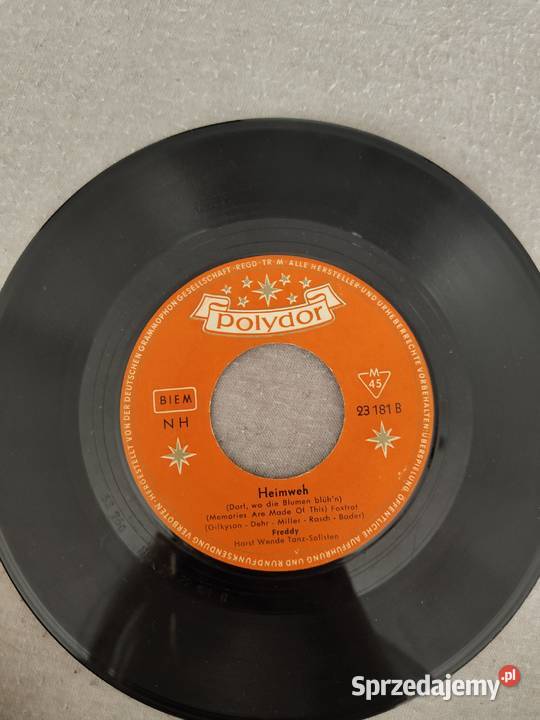 HERGESTELLT VON DER DEUTSCHEN GRAMMOPHON GESELLSCHAFT · REGD · TR · M · ALLE HERSTELLER - UND URHEBERRECHTE VORBEHALTEN · ÜBERSPIELUNG · ÖFFENTLICHE AUFFÜHRUNG UND RUNDFUNKSENDUNG VERBOTEN ·
Polydor
BIEM
NH
M
45
23 181 B
Heimweh
(Dort, wo die Blumen blüh'n)
(Memories Are Made Of This) Foxtrot
(Gilkyson - Dehr - Miller - Rasch - Bader)
Freddy
Horst Wende Tanz-Solisten
Sprzedajemy.pl